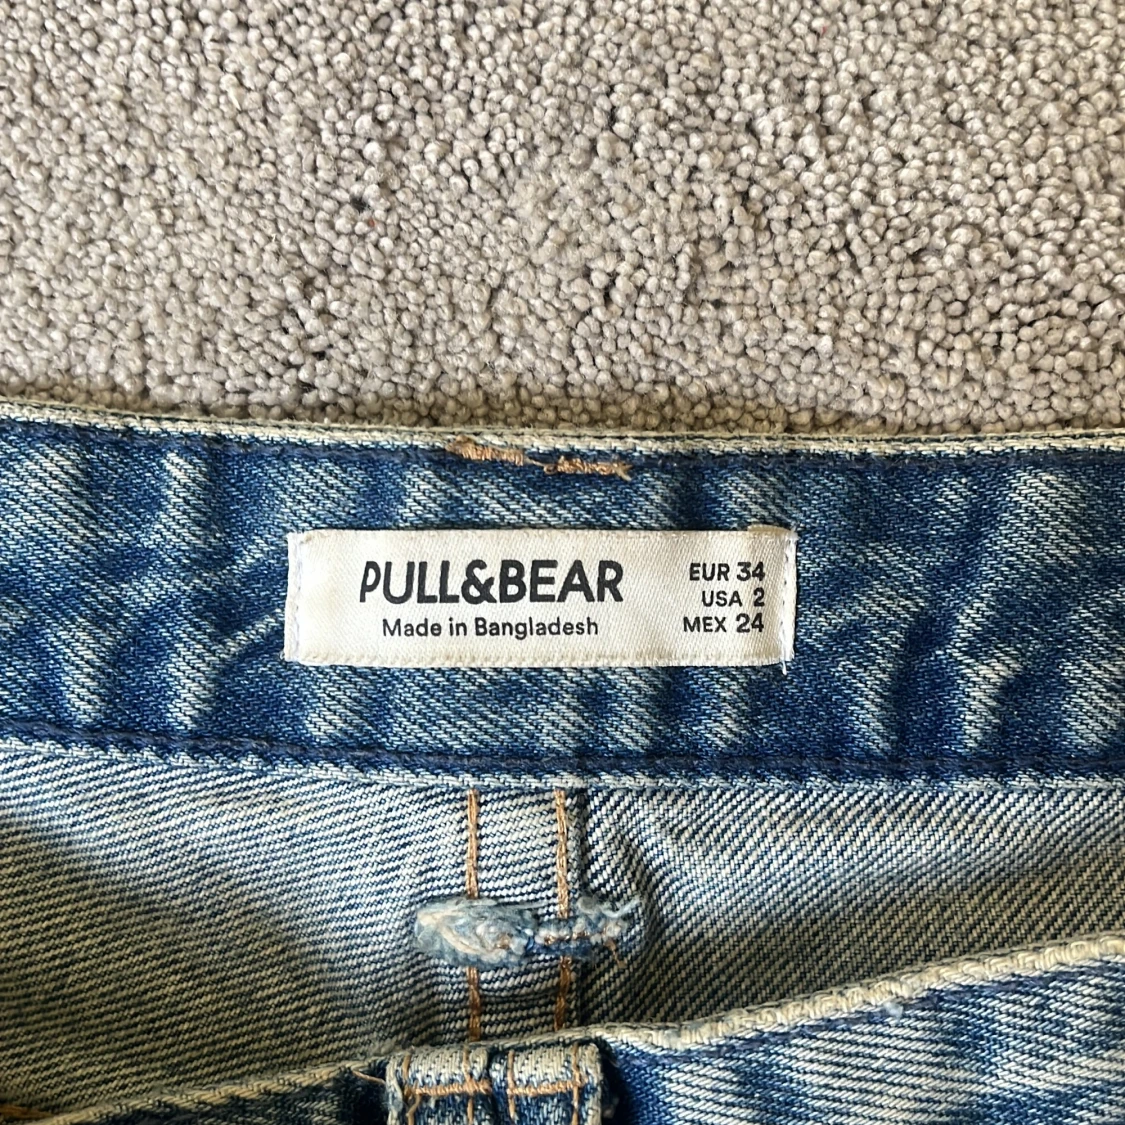 PULL&BEAR
Made in Bangladesh
EUR 34
USA 2
MEX 24